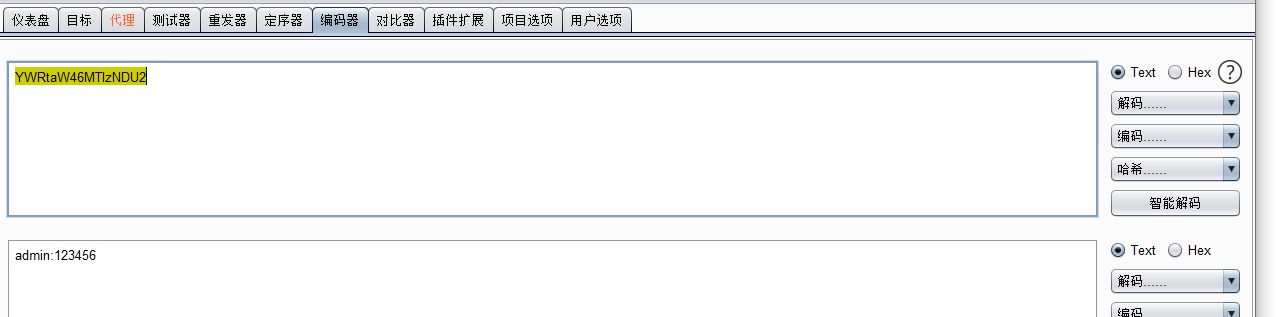 仪表盘 目标 代理 测试器 重发器 定序器 编码器 对比器 插件扩展 项目选项 用户选项
YWRtaW46MTIzNDU2
Text Hex ?
解码......
编码......
哈希......
智能解码
admin:123456
Text Hex
解码......
编码......